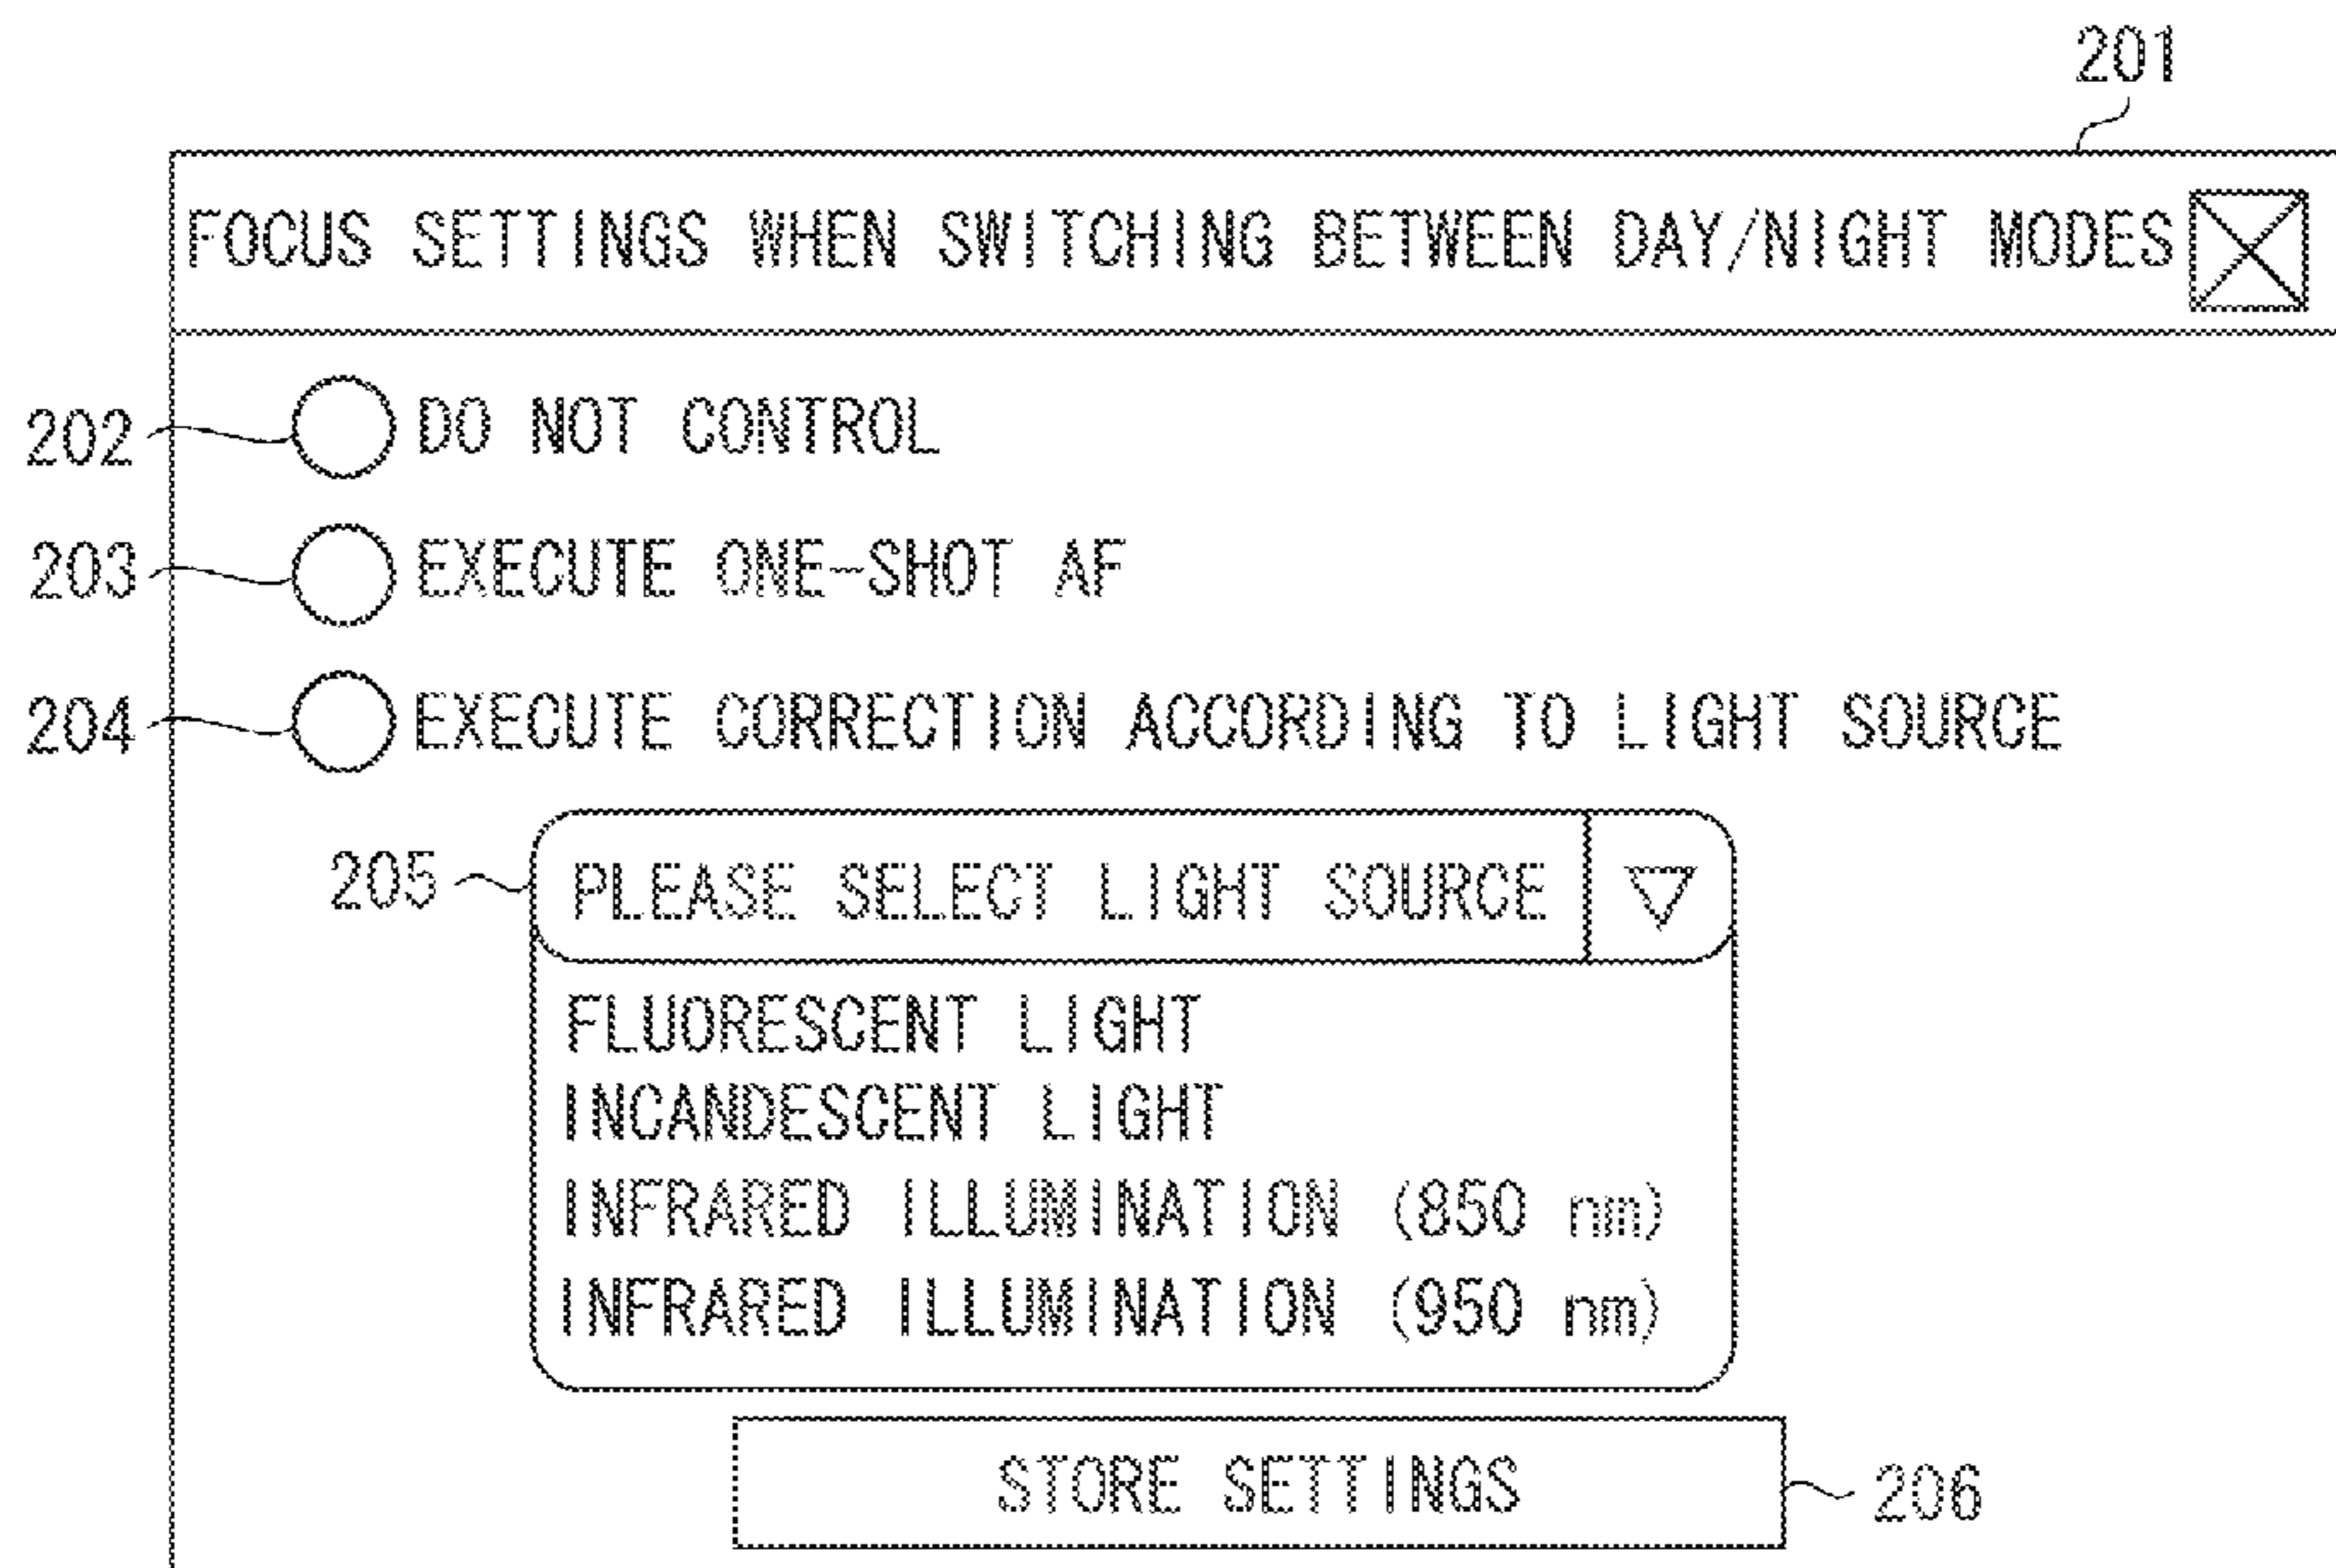 201
FOCUS SETTINGS WHEN SWITCHING BETWEEN DAY/NIGHT MODES
202 DO NOT CONTROL
203 EXECUTE ONE-SHOT AF
204 EXECUTE CORRECTION ACCORDING TO LIGHT SOURCE
205 PLEASE SELECT LIGHT SOURCE
FLUORESCENT LIGHT
INCANDESCENT LIGHT
INFRARED ILLUMINATION (850 nm)
INFRARED ILLUMINATION (950 nm)
STORE SETTINGS 206